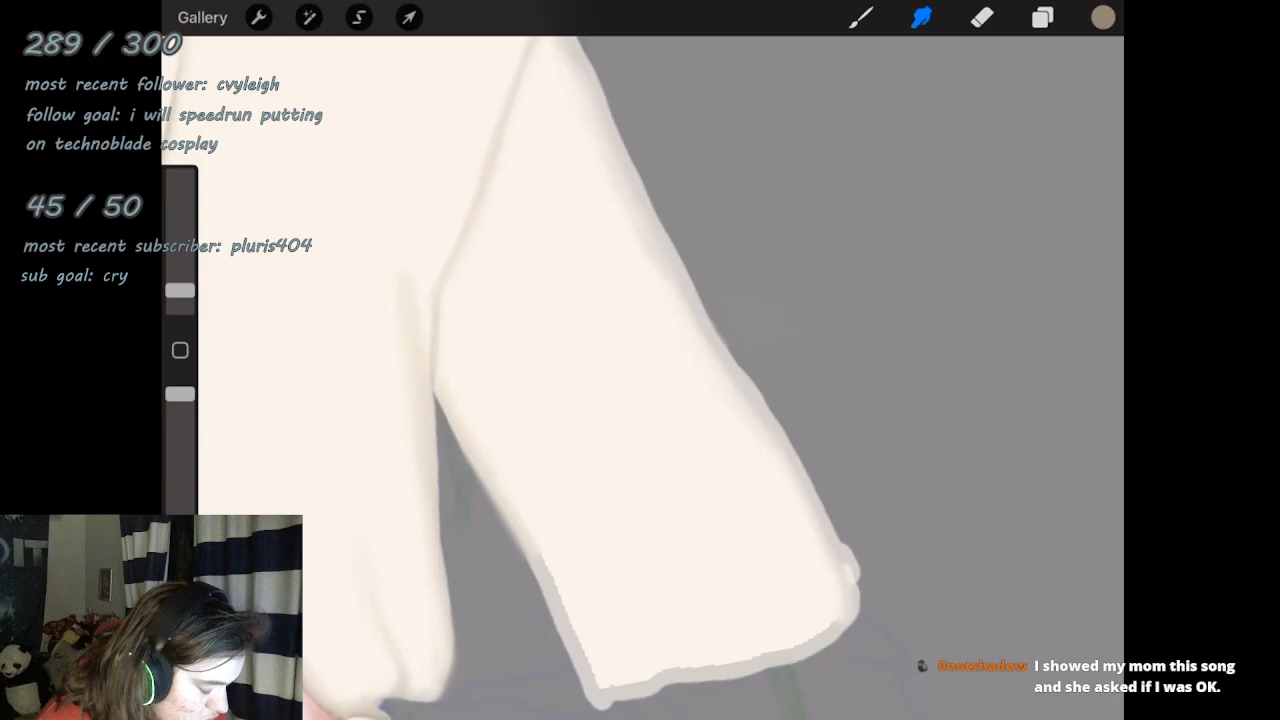 Gallery
289 / 300
most recent follower: cvyleigh
follow goal: i will speedrun putting
on technoblade cosplay
45 / 50
most recent subscriber: pluris404
sub goal: cry
0notshadow I showed my mom this song
and she asked if I was OK.